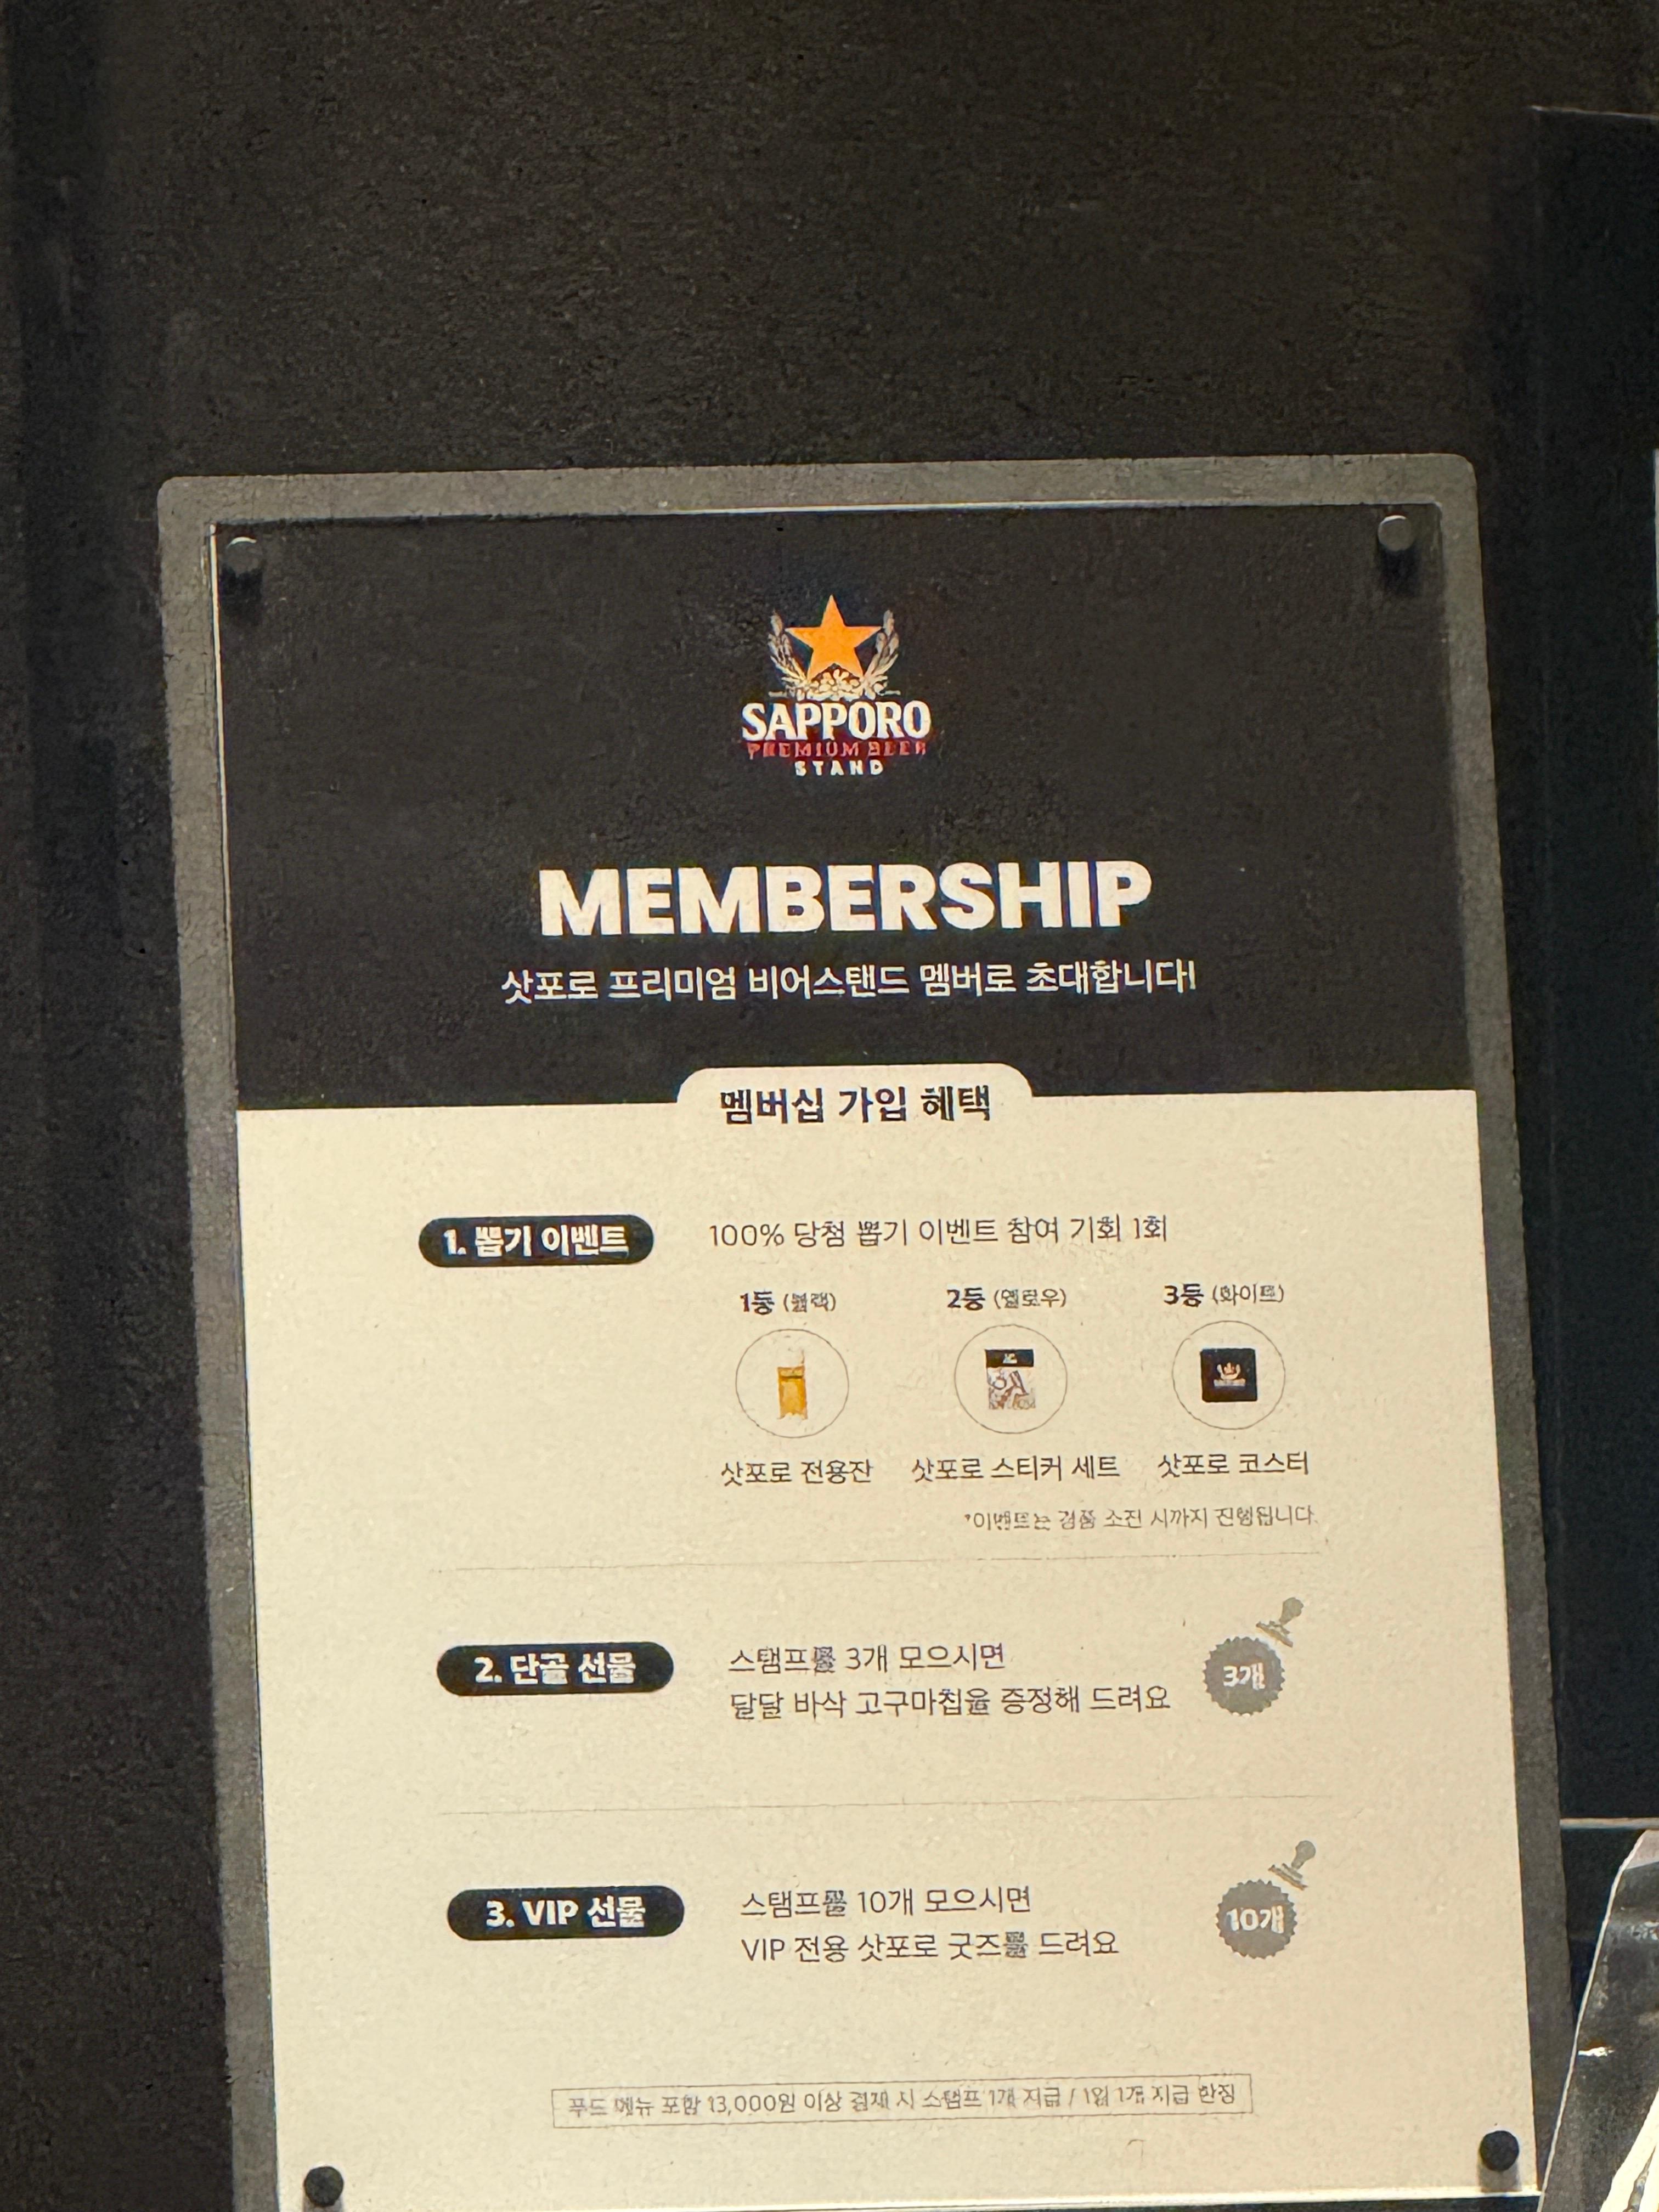 SAPPORO
PREMIUM BEER
STAND
MEMBERSHIP
삿포로 프리미엄 비어스탠드 멤버로 초대합니다!
멤버십 가입 혜택
1. 뽑기 이벤트
100% 당첨 뽑기 이벤트 참여 기회 1회
1등 (블랙)
2등 (옐로우)
3등 (화이트)
삿포로 전용잔
삿포로 스티커 세트
삿포로 코스터
*이벤트는 경품 소진 시까지 진행됩니다.
2. 단골 선물
스탬프를 3개 모으시면
달달 바삭 고구마칩을 증정해 드려요
3개
3. VIP 선물
스탬프를 10개 모으시면
VIP 전용 삿포로 굿즈를 드려요
10개
푸드 메뉴 포함 13,000원 이상 결제 시 스탬프 1개 지급 / 1일 1개 지급 한정